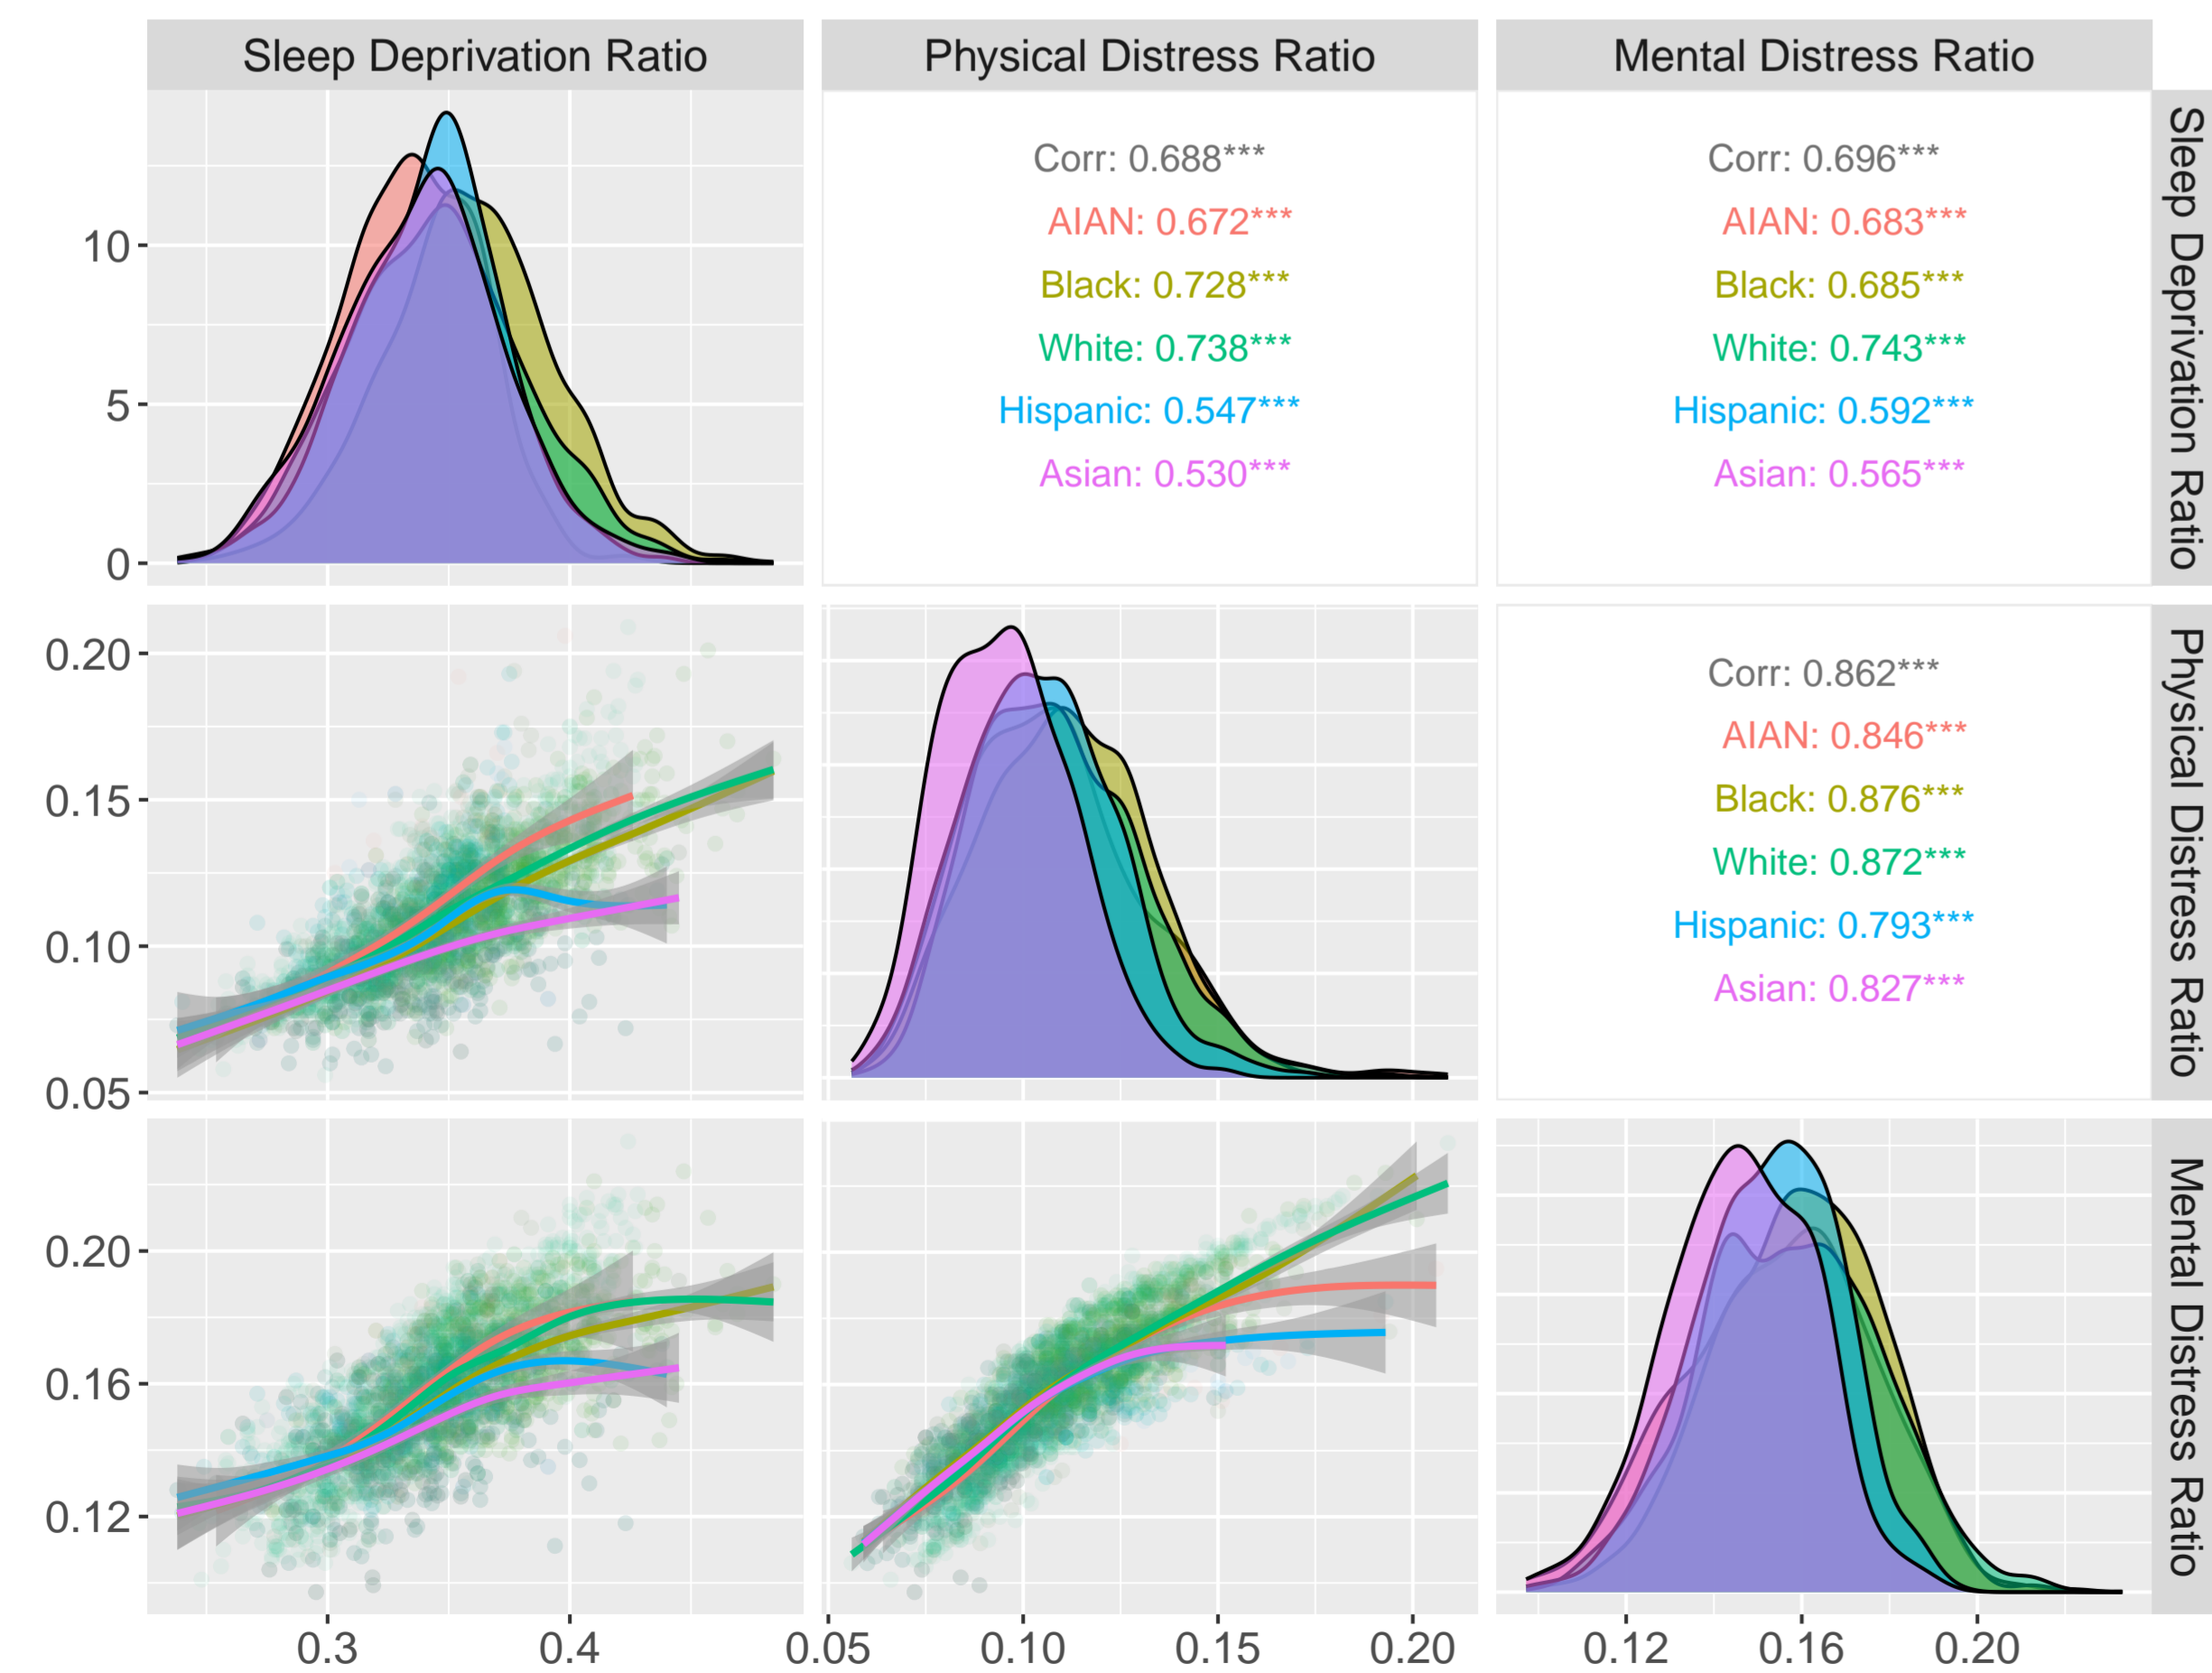 Sleep Deprivation Ratio
Physical Distress Ratio
Mental Distress Ratio
Corr: 0.688***
AIAN: 0.672***
Black: 0.728***
White: 0.738***
Hispanic: 0.547***
Asian: 0.530***
Corr: 0.696***
AIAN: 0.683***
Black: 0.685***
White: 0.743***
Hispanic: 0.592***
Asian: 0.565***
Sleep Deprivation Ratio
10
5
0
Corr: 0.862***
AIAN: 0.846***
Black: 0.876***
White: 0.872***
Hispanic: 0.793***
Asian: 0.827***
Physical Distress Ratio
0.20
0.15
0.10
0.05
Mental Distress Ratio
0.20
0.16
0.12
0.3
0.4
0.05
0.10
0.15
0.20
0.12
0.16
0.20